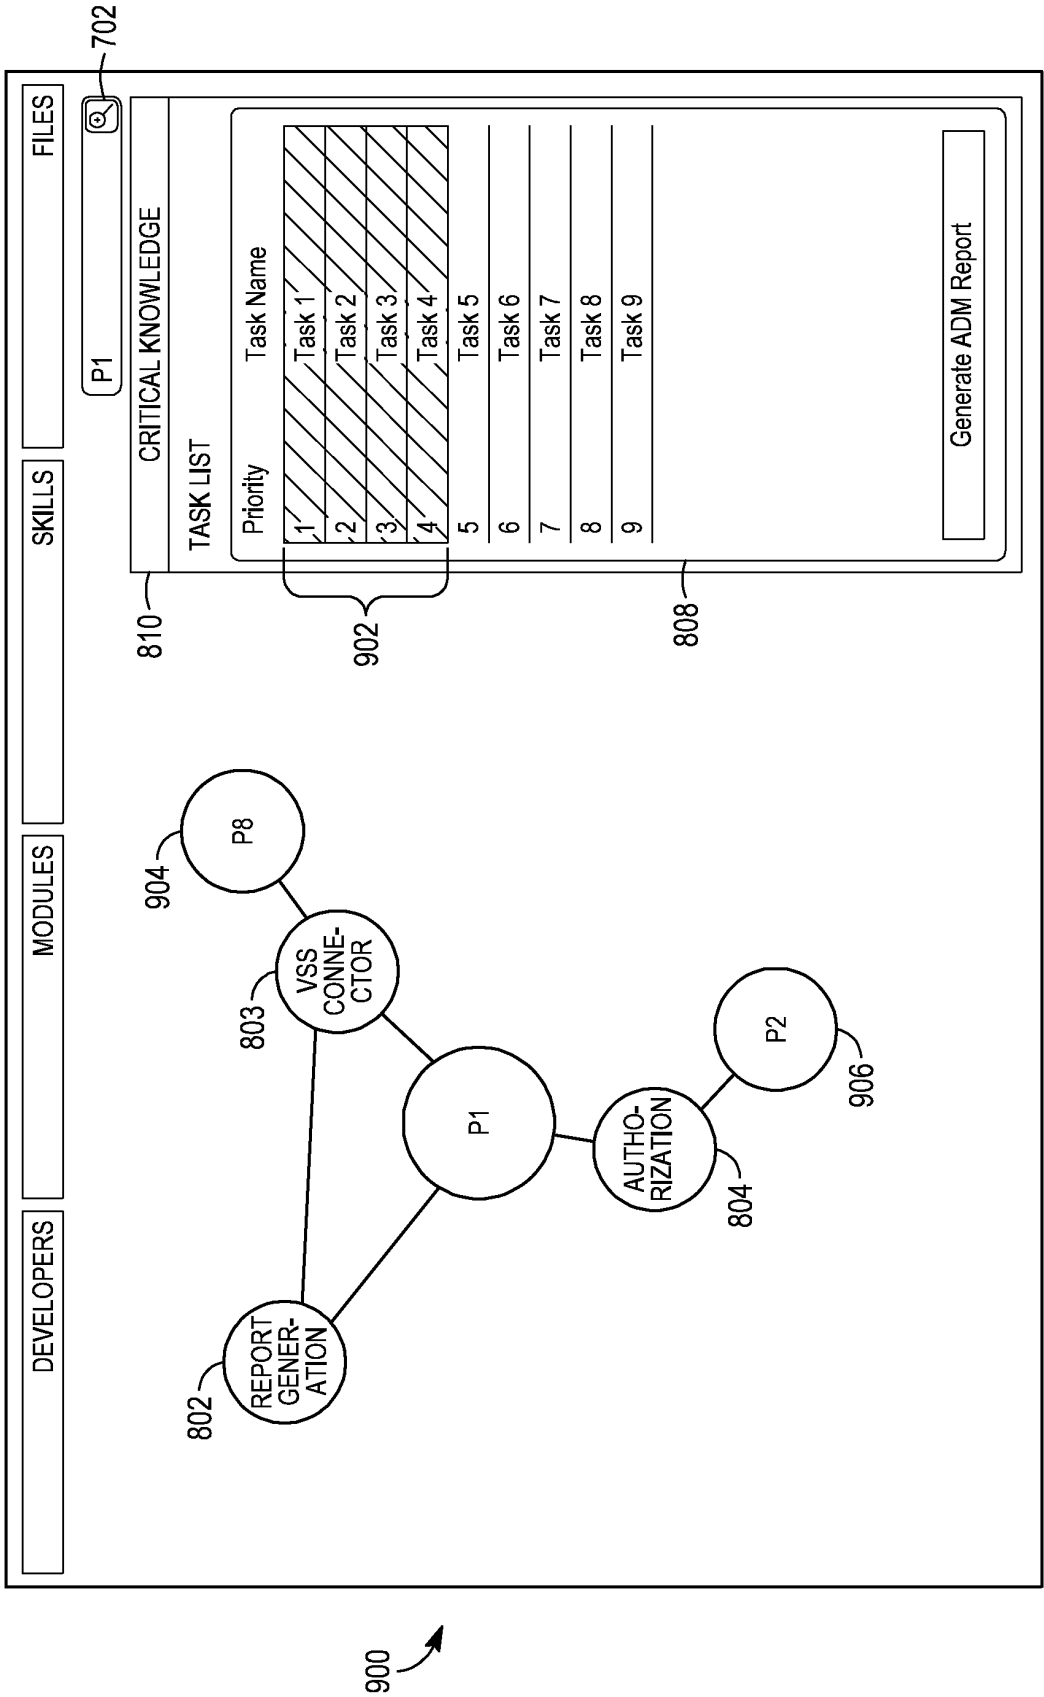 DEVELOPERS
MODULES
SKILLS
FILES
P1
702
810
CRITICAL KNOWLEDGE
TASK LIST
Priority Task Name
1 Task 1
2 Task 2
3 Task 3
4 Task 4
5 Task 5
6 Task 6
7 Task 7
8 Task 8
9 Task 9
Generate ADM Report
902
808
904
P8
803
VSS
CONNE-
CTOR
802
REPORT
GENER-
ATION
P1
AUTHO-
RIZATION
804
P2
906
900